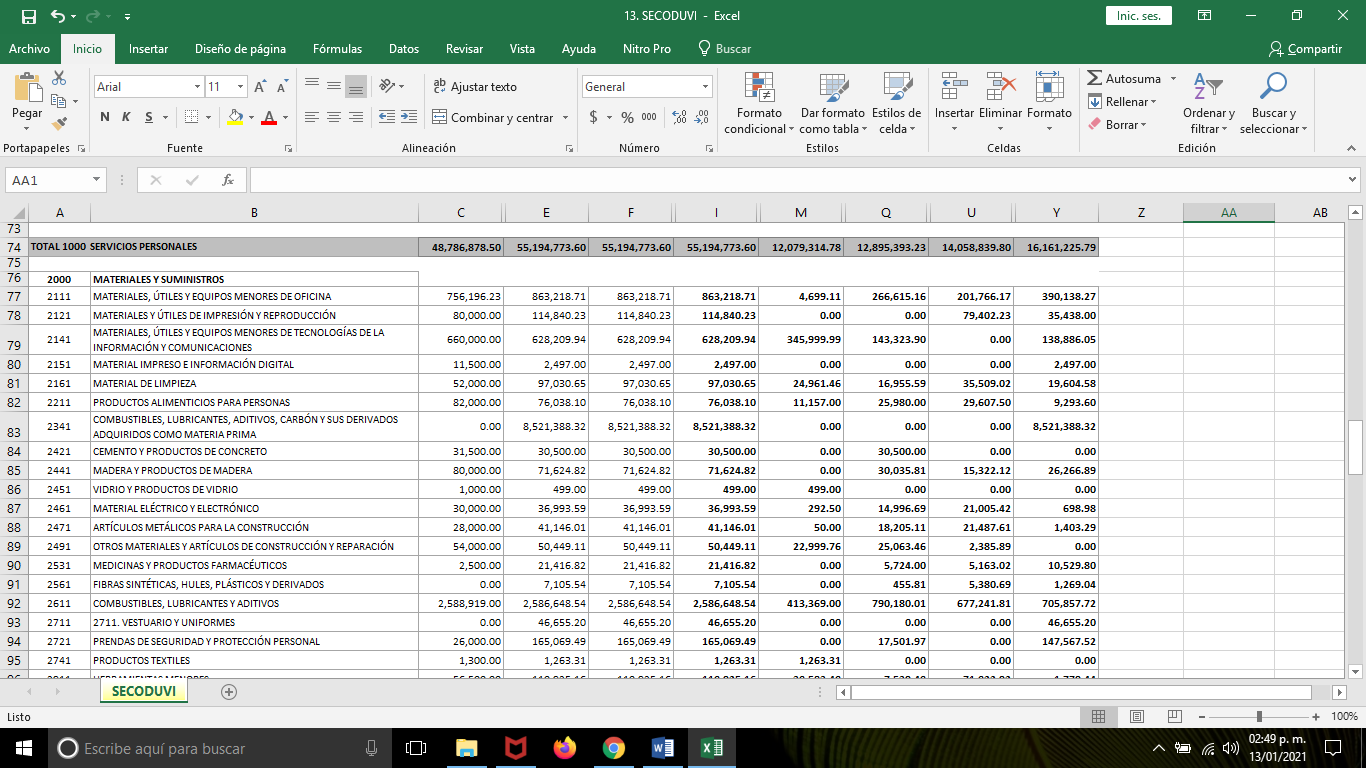 13. SECODUVI - Excel
Inic. ses.
Archivo Inicio Insertar Diseño de página Fórmulas Datos Revisar Vista Ayuda Nitro Pro Buscar Compartir
Pegar
Portapapeles
Arial 11
N K S
Fuente
Ajustar texto
Combinar y centrar
Alineación
General
$ % 000
Número
Formato condicional
Dar formato como tabla
Estilos de celda
Estilos
Insertar Eliminar Formato
Celdas
Autosuma
Rellenar
Borrar
Ordenar y filtrar
Buscar y seleccionar
Edición
AA1
fx
A B C E F I M Q U Y Z AA AB
73
74 TOTAL 1000 SERVICIOS PERSONALES 48,786,878.50 55,194,773.60 55,194,773.60 55,194,773.60 12,079,314.78 12,895,393.23 14,058,839.80 16,161,225.79
75
76 2000 MATERIALES Y SUMINISTROS
77 2111 MATERIALES, ÚTILES Y EQUIPOS MENORES DE OFICINA 756,196.23 863,218.71 863,218.71 863,218.71 4,699.11 266,615.16 201,766.17 390,138.27
78 2121 MATERIALES Y ÚTILES DE IMPRESIÓN Y REPRODUCCIÓN 80,000.00 114,840.23 114,840.23 114,840.23 0.00 0.00 79,402.23 35,438.00
79 2141 MATERIALES, ÚTILES Y EQUIPOS MENORES DE TECNOLOGÍAS DE LA
INFORMACIÓN Y COMUNICACIONES 660,000.00 628,209.94 628,209.94 628,209.94 345,999.99 143,323.90 0.00 138,886.05
80 2151 MATERIAL IMPRESO E INFORMACIÓN DIGITAL 11,500.00 2,497.00 2,497.00 2,497.00 0.00 0.00 0.00 2,497.00
81 2161 MATERIAL DE LIMPIEZA 52,000.00 97,030.65 97,030.65 97,030.65 24,961.46 16,955.59 35,509.02 19,604.58
82 2211 PRODUCTOS ALIMENTICIOS PARA PERSONAS 82,000.00 76,038.10 76,038.10 76,038.10 11,157.00 25,980.00 29,607.50 9,293.60
83 2341 COMBUSTIBLES, LUBRICANTES, ADITIVOS, CARBÓN Y SUS DERIVADOS
ADQUIRIDOS COMO MATERIA PRIMA 0.00 8,521,388.32 8,521,388.32 8,521,388.32 0.00 0.00 0.00 8,521,388.32
84 2421 CEMENTO Y PRODUCTOS DE CONCRETO 31,500.00 30,500.00 30,500.00 30,500.00 0.00 30,500.00 0.00 0.00
85 2441 MADERA Y PRODUCTOS DE MADERA 80,000.00 71,624.82 71,624.82 71,624.82 0.00 30,035.81 15,322.12 26,266.89
86 2451 VIDRIO Y PRODUCTOS DE VIDRIO 1,000.00 499.00 499.00 499.00 499.00 0.00 0.00 0.00
87 2461 MATERIAL ELÉCTRICO Y ELECTRÓNICO 30,000.00 36,993.59 36,993.59 36,993.59 292.50 14,996.69 21,005.42 698.98
88 2471 ARTÍCULOS METÁLICOS PARA LA CONSTRUCCIÓN 28,000.00 41,146.01 41,146.01 41,146.01 50.00 18,205.11 21,487.61 1,403.29
89 2491 OTROS MATERIALES Y ARTÍCULOS DE CONSTRUCCIÓN Y REPARACIÓN 54,000.00 50,449.11 50,449.11 50,449.11 22,999.76 25,063.46 2,385.89 0.00
90 2531 MEDICINAS Y PRODUCTOS FARMACÉUTICOS 2,500.00 21,416.82 21,416.82 21,416.82 0.00 5,724.00 5,163.02 10,529.80
91 2561 FIBRAS SINTÉTICAS, HULES, PLÁSTICOS Y DERIVADOS 0.00 7,105.54 7,105.54 7,105.54 0.00 455.81 5,380.69 1,269.04
92 2611 COMBUSTIBLES, LUBRICANTES Y ADITIVOS 2,588,919.00 2,586,648.54 2,586,648.54 2,586,648.54 413,369.00 790,180.01 677,241.81 705,857.72
93 2711 2711. VESTUARIO Y UNIFORMES 0.00 46,655.20 46,655.20 46,655.20 0.00 0.00 0.00 46,655.20
94 2721 PRENDAS DE SEGURIDAD Y PROTECCIÓN PERSONAL 26,000.00 165,069.49 165,069.49 165,069.49 0.00 17,501.97 0.00 147,567.52
95 2741 PRODUCTOS TEXTILES 1,300.00 1,263.31 1,263.31 1,263.31 1,263.31 0.00 0.00 0.00
SECODUVI
Listo
100%
Escribe aquí para buscar
02:49 p. m.
13/01/2021